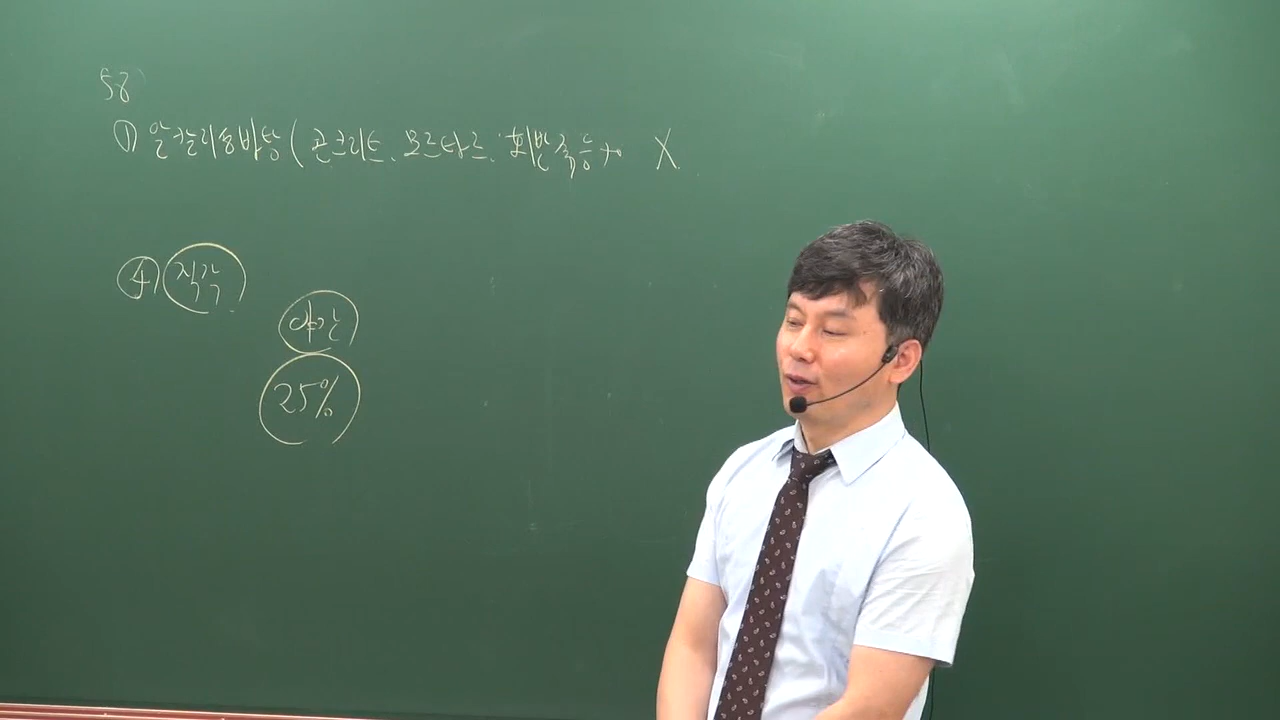 58)
① 알칼리성바탕 (콘크리트, 모르타르, 회반죽 등) X
④ 직각
야간
25%